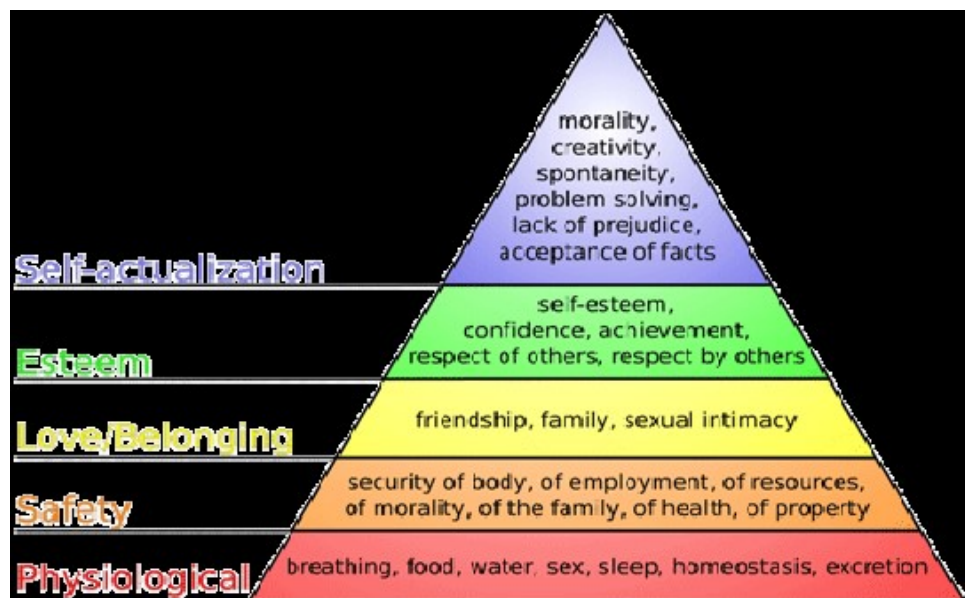 morality,
creativity,
spontaneity,
problem solving,
lack of prejudice,
acceptance of facts
Self-actualization
self-esteem,
confidence, achievement,
respect of others, respect by others
Esteem
friendship, family, sexual intimacy
Love/Belonging
security of body, of employment, of resources,
of morality, of the family, of health, of property
Safety
breathing, food, water, sex, sleep, homeostasis, excretion
Physiological